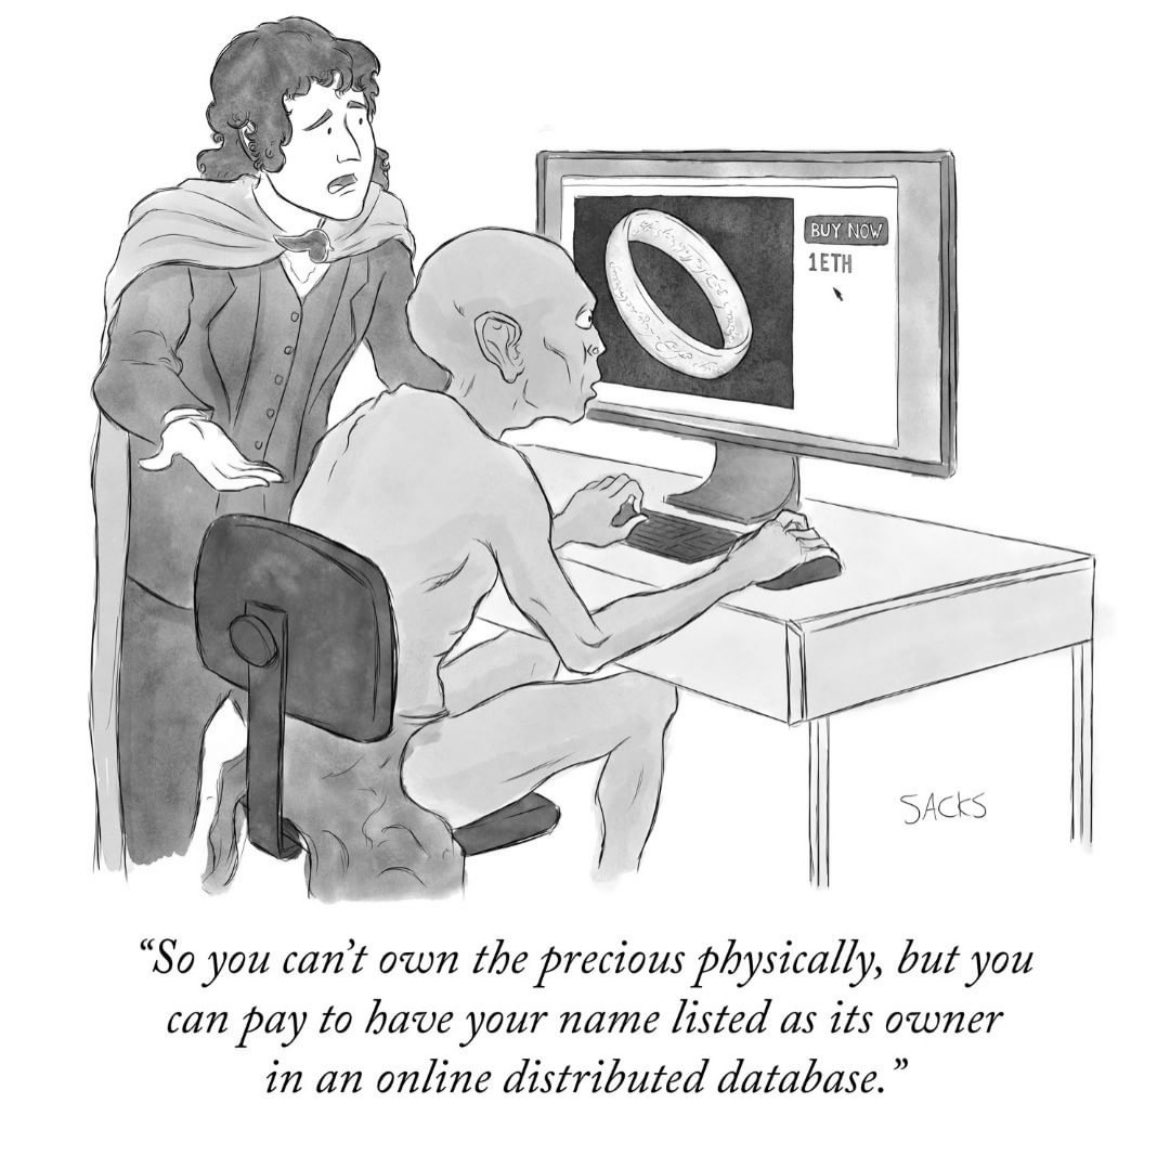 BUY NOW
1ETH
SACKS
“So you can’t own the precious physically, but you
can pay to have your name listed as its owner
in an online distributed database.”